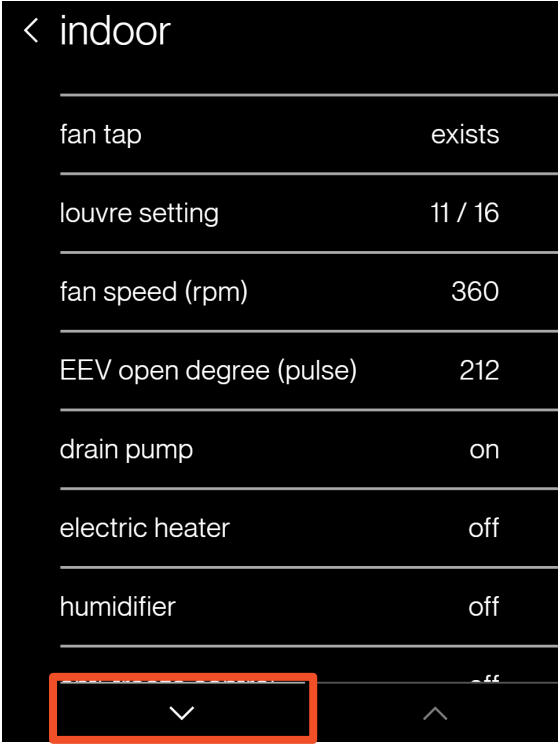 indoor
fan tap exists
louvre setting 11 / 16
fan speed (rpm) 360
EEV open degree (pulse) 212
drain pump on
electric heater off
humidifier off
off